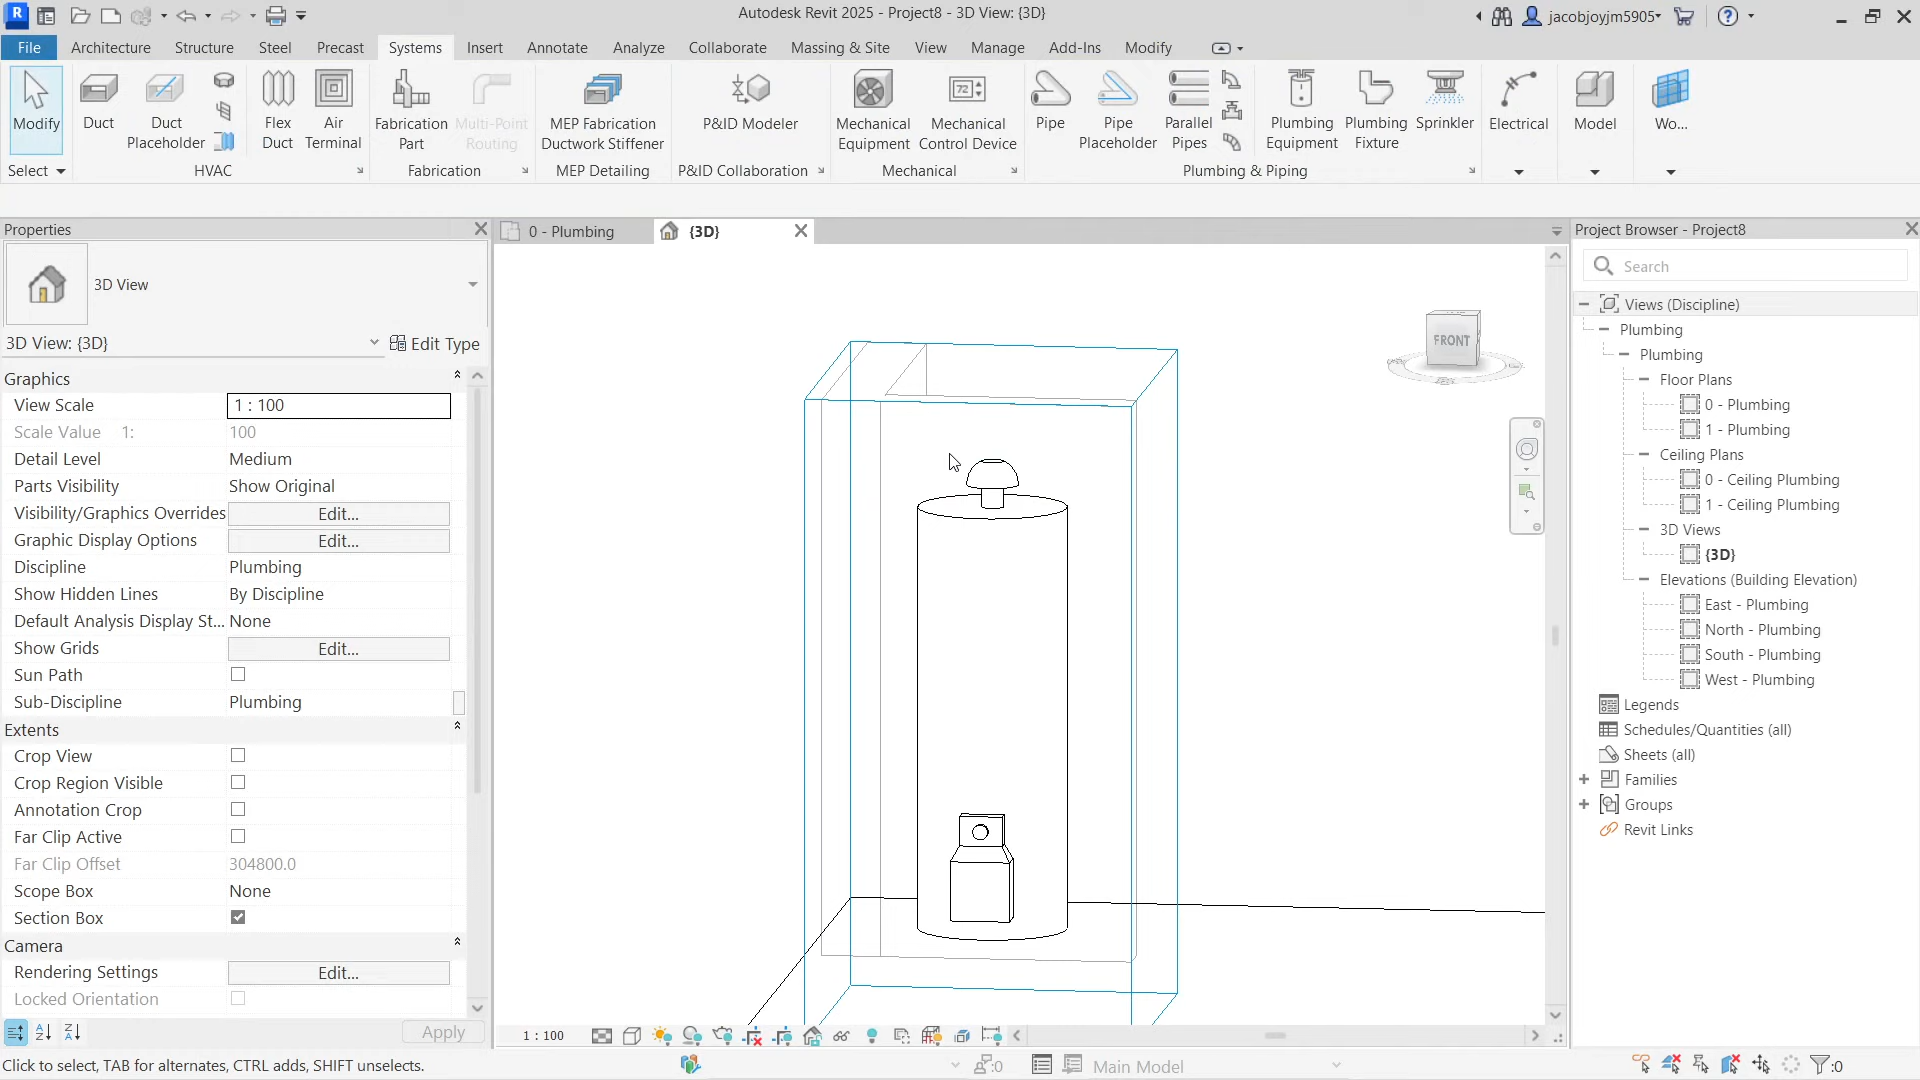 Autodesk Revit 2025 - Project8 - 3D View: {3D}
jacobjoyjm5905
File Architecture Structure Steel Precast Systems Insert Annotate Analyze Collaborate Massing & Site View Manage Add-Ins Modify
Modify
Duct
Duct Placeholder
Flex Duct
Air Terminal
Fabrication Part
Multi-Point Routing
MEP Fabrication Ductwork Stiffener
P&ID Modeler
Mechanical Equipment
72
Mechanical Control Device
Pipe
Pipe Placeholder
Parallel Pipes
Plumbing Equipment
Plumbing Fixture
Sprinkler
Electrical
Model
Wo...
Select
HVAC
Fabrication
MEP Detailing
P&ID Collaboration
Mechanical
Plumbing & Piping
Properties
3D View
3D View: {3D}
Edit Type
Graphics
View Scale 1 : 100
Scale Value 1: 100
Detail Level Medium
Parts Visibility Show Original
Visibility/Graphics Overrides Edit...
Graphic Display Options Edit...
Discipline Plumbing
Show Hidden Lines By Discipline
Default Analysis Display St... None
Show Grids Edit...
Sun Path
Sub-Discipline Plumbing
Extents
Crop View
Crop Region Visible
Annotation Crop
Far Clip Active
Far Clip Offset 304800.0
Scope Box None
Section Box
Camera
Rendering Settings Edit...
Locked Orientation
Apply
0 - Plumbing
{3D}
FRONT
1 : 100
Project Browser - Project8
Search
Views (Discipline)
Plumbing
Plumbing
Floor Plans
0 - Plumbing
1 - Plumbing
Ceiling Plans
0 - Ceiling Plumbing
1 - Ceiling Plumbing
3D Views
{3D}
Elevations (Building Elevation)
East - Plumbing
North - Plumbing
South - Plumbing
West - Plumbing
Legends
Schedules/Quantities (all)
Sheets (all)
Families
Groups
Revit Links
Click to select, TAB for alternates, CTRL adds, SHIFT unselects.
:0
Main Model
:0